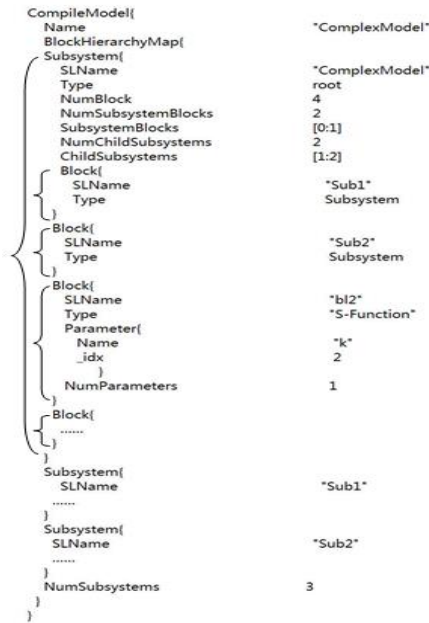 CompileModel{
Name "ComplexModel"
BlockHierarchyMap{
Subsystem{
SLName "ComplexModel"
Type root
NumBlock 4
NumSubsystemBlocks 2
SubsystemBlocks [0:1]
NumChildSubsystems 2
ChildSubsystems [1:2]
Block{
SLName "Sub1"
Type Subsystem
}
Block{
SLName "Sub2"
Type Subsystem
}
Block{
SLName "bl2"
Type "S-Function"
Parameter{
Name "k"
_idx 2
}
NumParameters 1
}
Block{
......
}
}
Subsystem{
SLName "Sub1"
......
}
Subsystem{
SLName "Sub2"
......
}
NumSubsystems 3
}
}